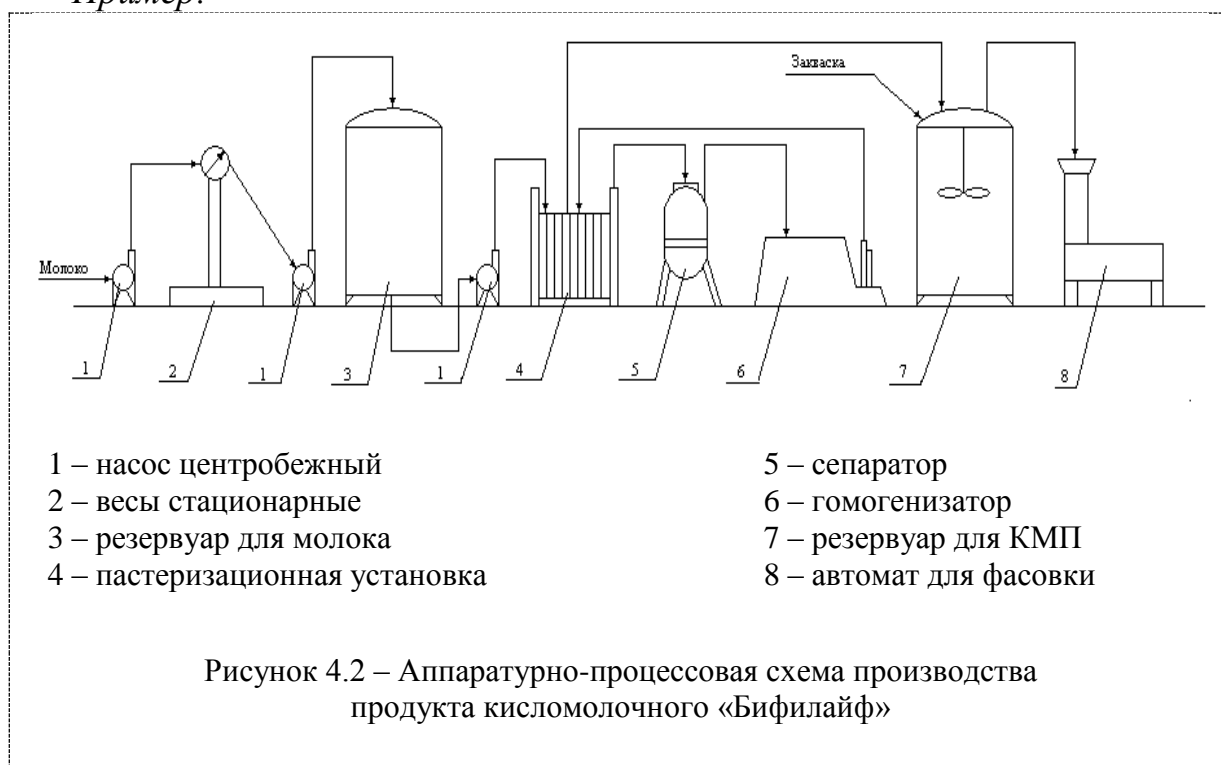 Пример:
Закваска
Молоко
1
2
1
3
1
4
5
6
7
8
1 – насос центробежный
2 – весы стационарные
3 – резервуар для молока
4 – пастеризационная установка
5 – сепаратор
6 – гомогенизатор
7 – резервуар для КМП
8 – автомат для фасовки
Рисунок 4.2 – Аппаратурно-процессовая схема производства
продукта кисломолочного «Бифилайф»